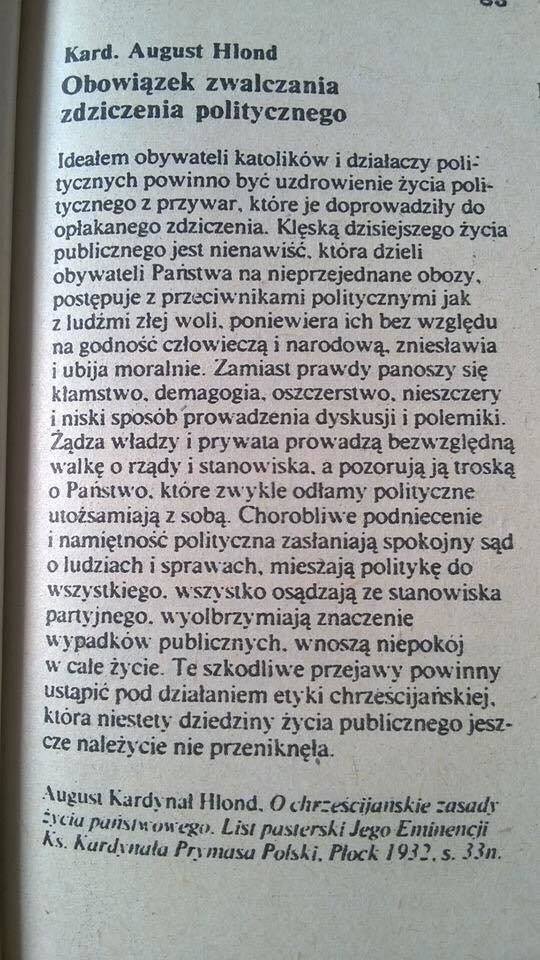 Kard. August Hlond
Obowiązek zwalczania
zdziczenia politycznego
Ideałem obywateli katolików i działaczy poli-
tycznych powinno być uzdrowienie życia poli-
tycznego z przywar, które je doprowadziły do
opłakanego zdziczenia. Klęską dzisiejszego życia
publicznego jest nienawiść, która dzieli
obywateli Państwa na nieprzejednane obozy,
postępuje z przeciwnikami politycznymi jak
z ludźmi złej woli, poniewiera ich bez względu
na godność człowieczą i narodową, zniesławia
i ubija moralnie. Zamiast prawdy panoszy się
kłamstwo, demagogia, oszczerstwo, nieszczery
i niski sposób prowadzenia dyskusji i polemiki.
Żądza władzy i prywata prowadzą bezwzględną
walkę o rządy i stanowiska, a pozorują ją troską
o Państwo, które zwykle odłamy polityczne
utożsamiają z sobą. Chorobliwe podniecenie
i namiętność polityczna zasłaniają spokojny sąd
o ludziach i sprawach, mieszają politykę do
wszystkiego, wszystko osądzają ze stanowiska
partyjnego, wyolbrzymiają znaczenie
wypadków publicznych, wnoszą niepokój
w całe życie. Te szkodliwe przejawy powinny
ustąpić pod działaniem etyki chrześcijańskiej,
która niestety dziedziny życia publicznego jesz-
cze należycie nie przeniknęła.
August Kardynał Hlond, O chrześcijańskie zasady
życia państwowego. List pasterski Jego Eminencji
Ks. Kardynała Prymasa Polski, Płock 1932, s. 33n.